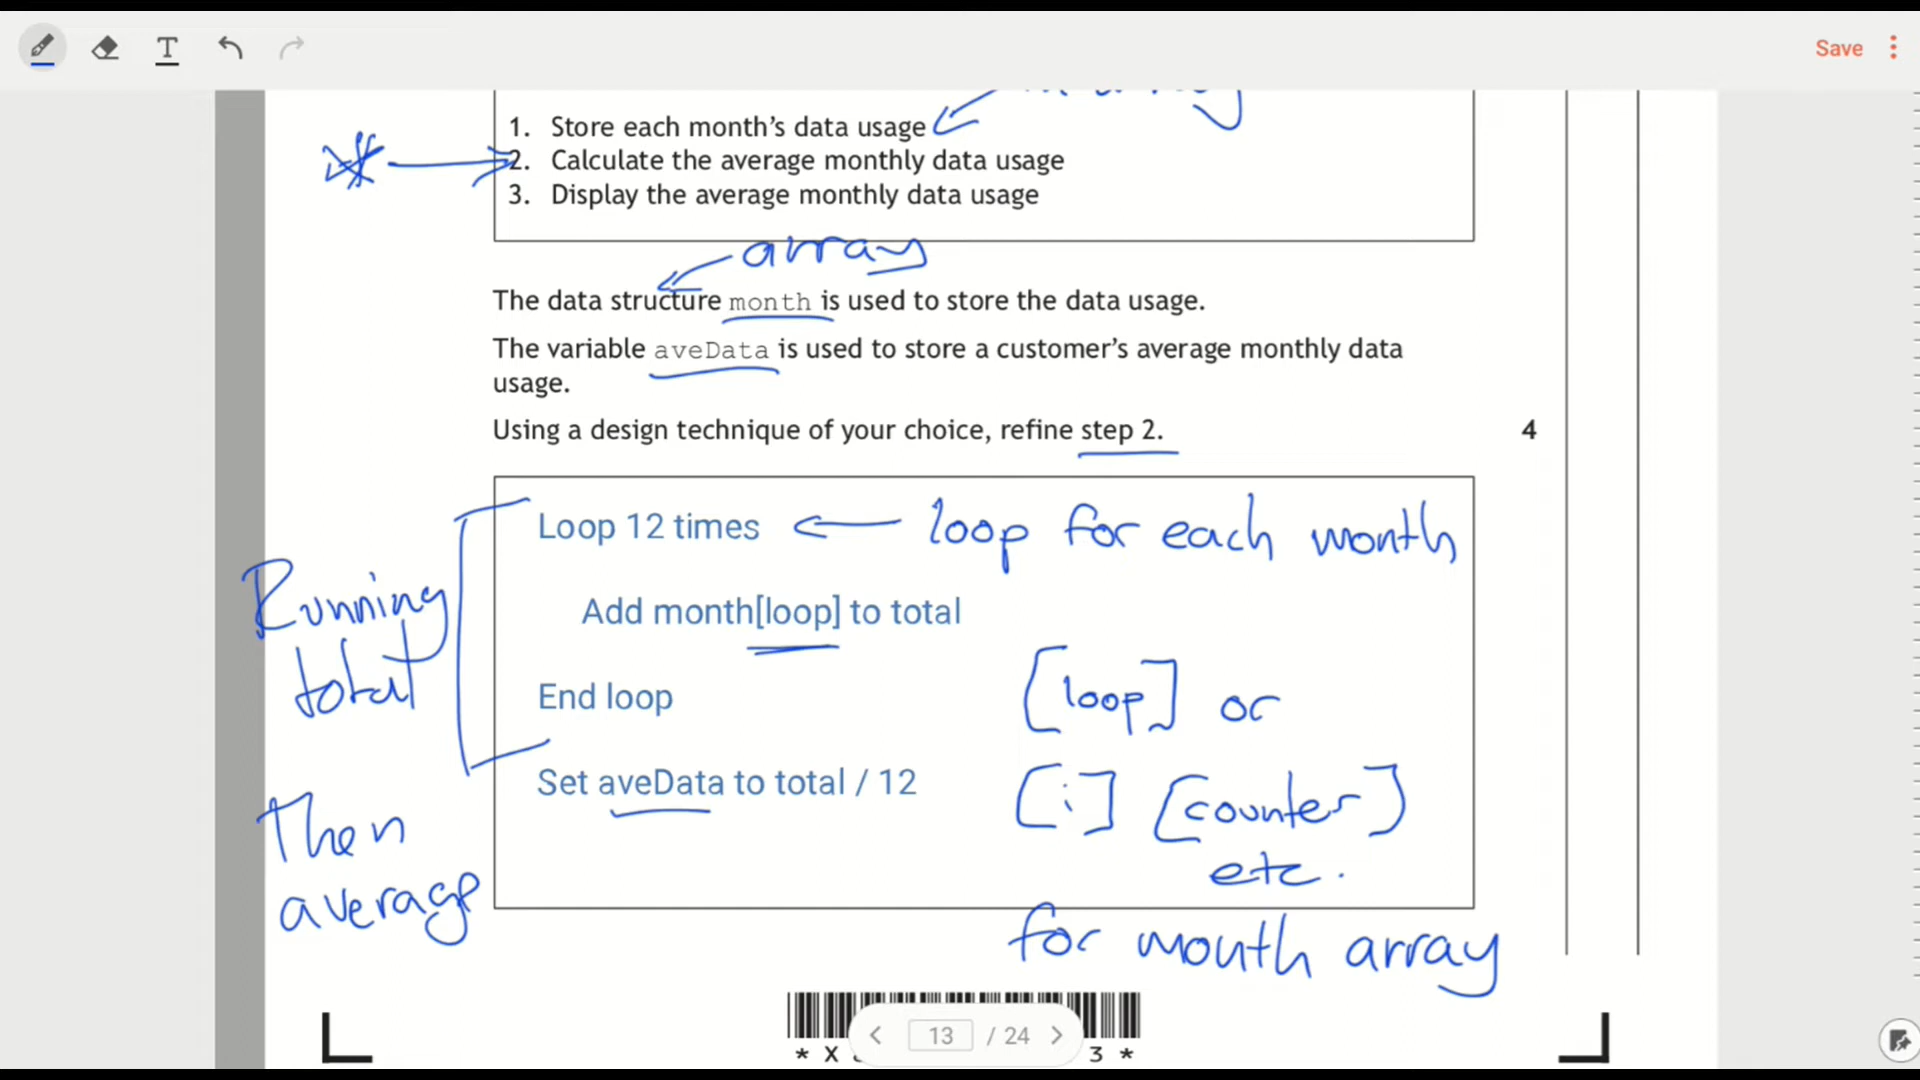 T
Save
1. Store each month's data usage
2. Calculate the average monthly data usage
3. Display the average monthly data usage
array
The data structure month is used to store the data usage.
The variable aveData is used to store a customer's average monthly data
usage.
Using a design technique of your choice, refine step 2.
4
Loop 12 times
loop for each month
Running
total
Add month[loop] to total
End loop
[loop] or
Set aveData to total / 12
[i] [counter]
etc.
Then
average
for month array
13 / 24
* X
3 *